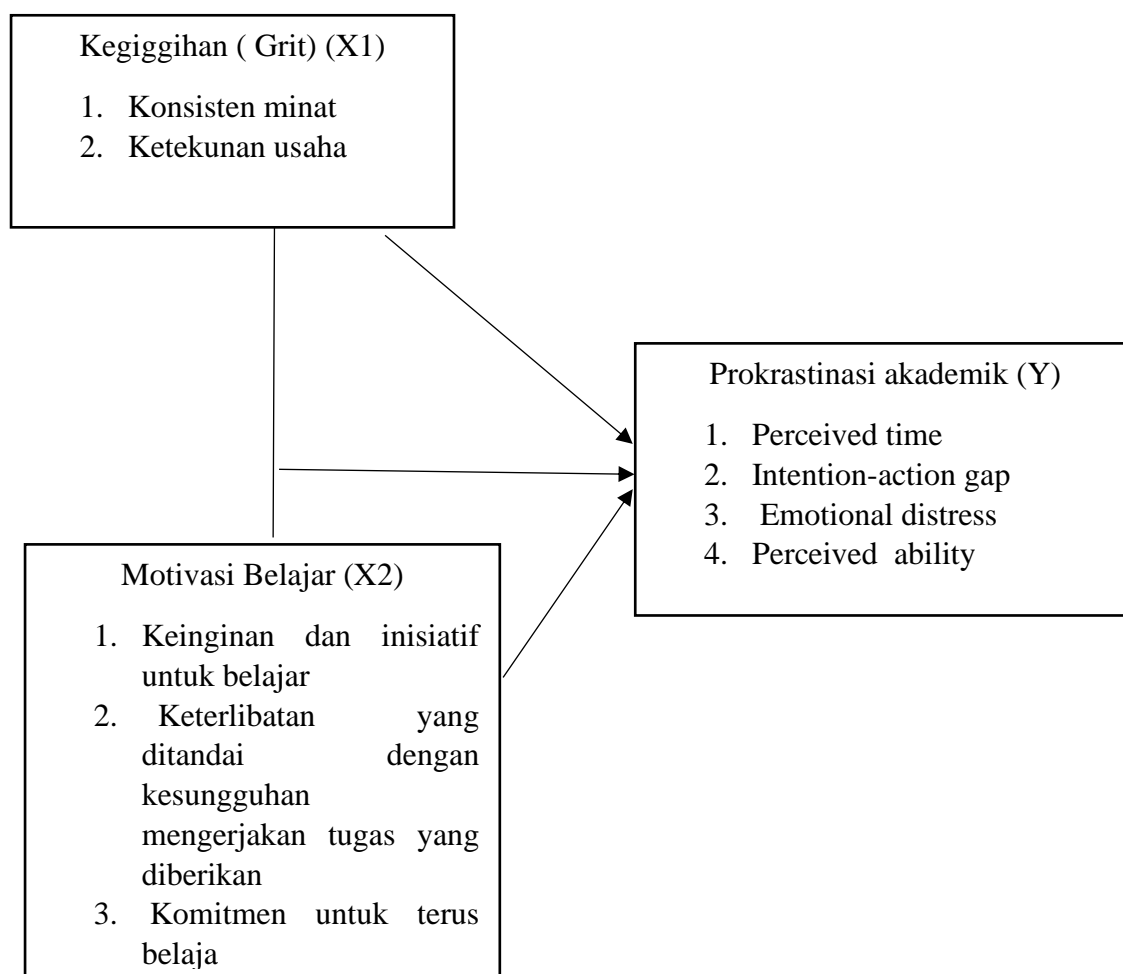 Kegiggihan ( Grit) (X1)
1. Konsisten minat
2. Ketekunan usaha
Prokrastinasi akademik (Y)
1. Perceived time
2. Intention-action gap
3. Emotional distress
4. Perceived ability
Motivasi Belajar (X2)
1. Keinginan dan inisiatif
untuk belajar
2. Keterlibatan yang
ditandai dengan
kesungguhan
mengerjakan tugas yang
diberikan
3. Komitmen untuk terus
belaja